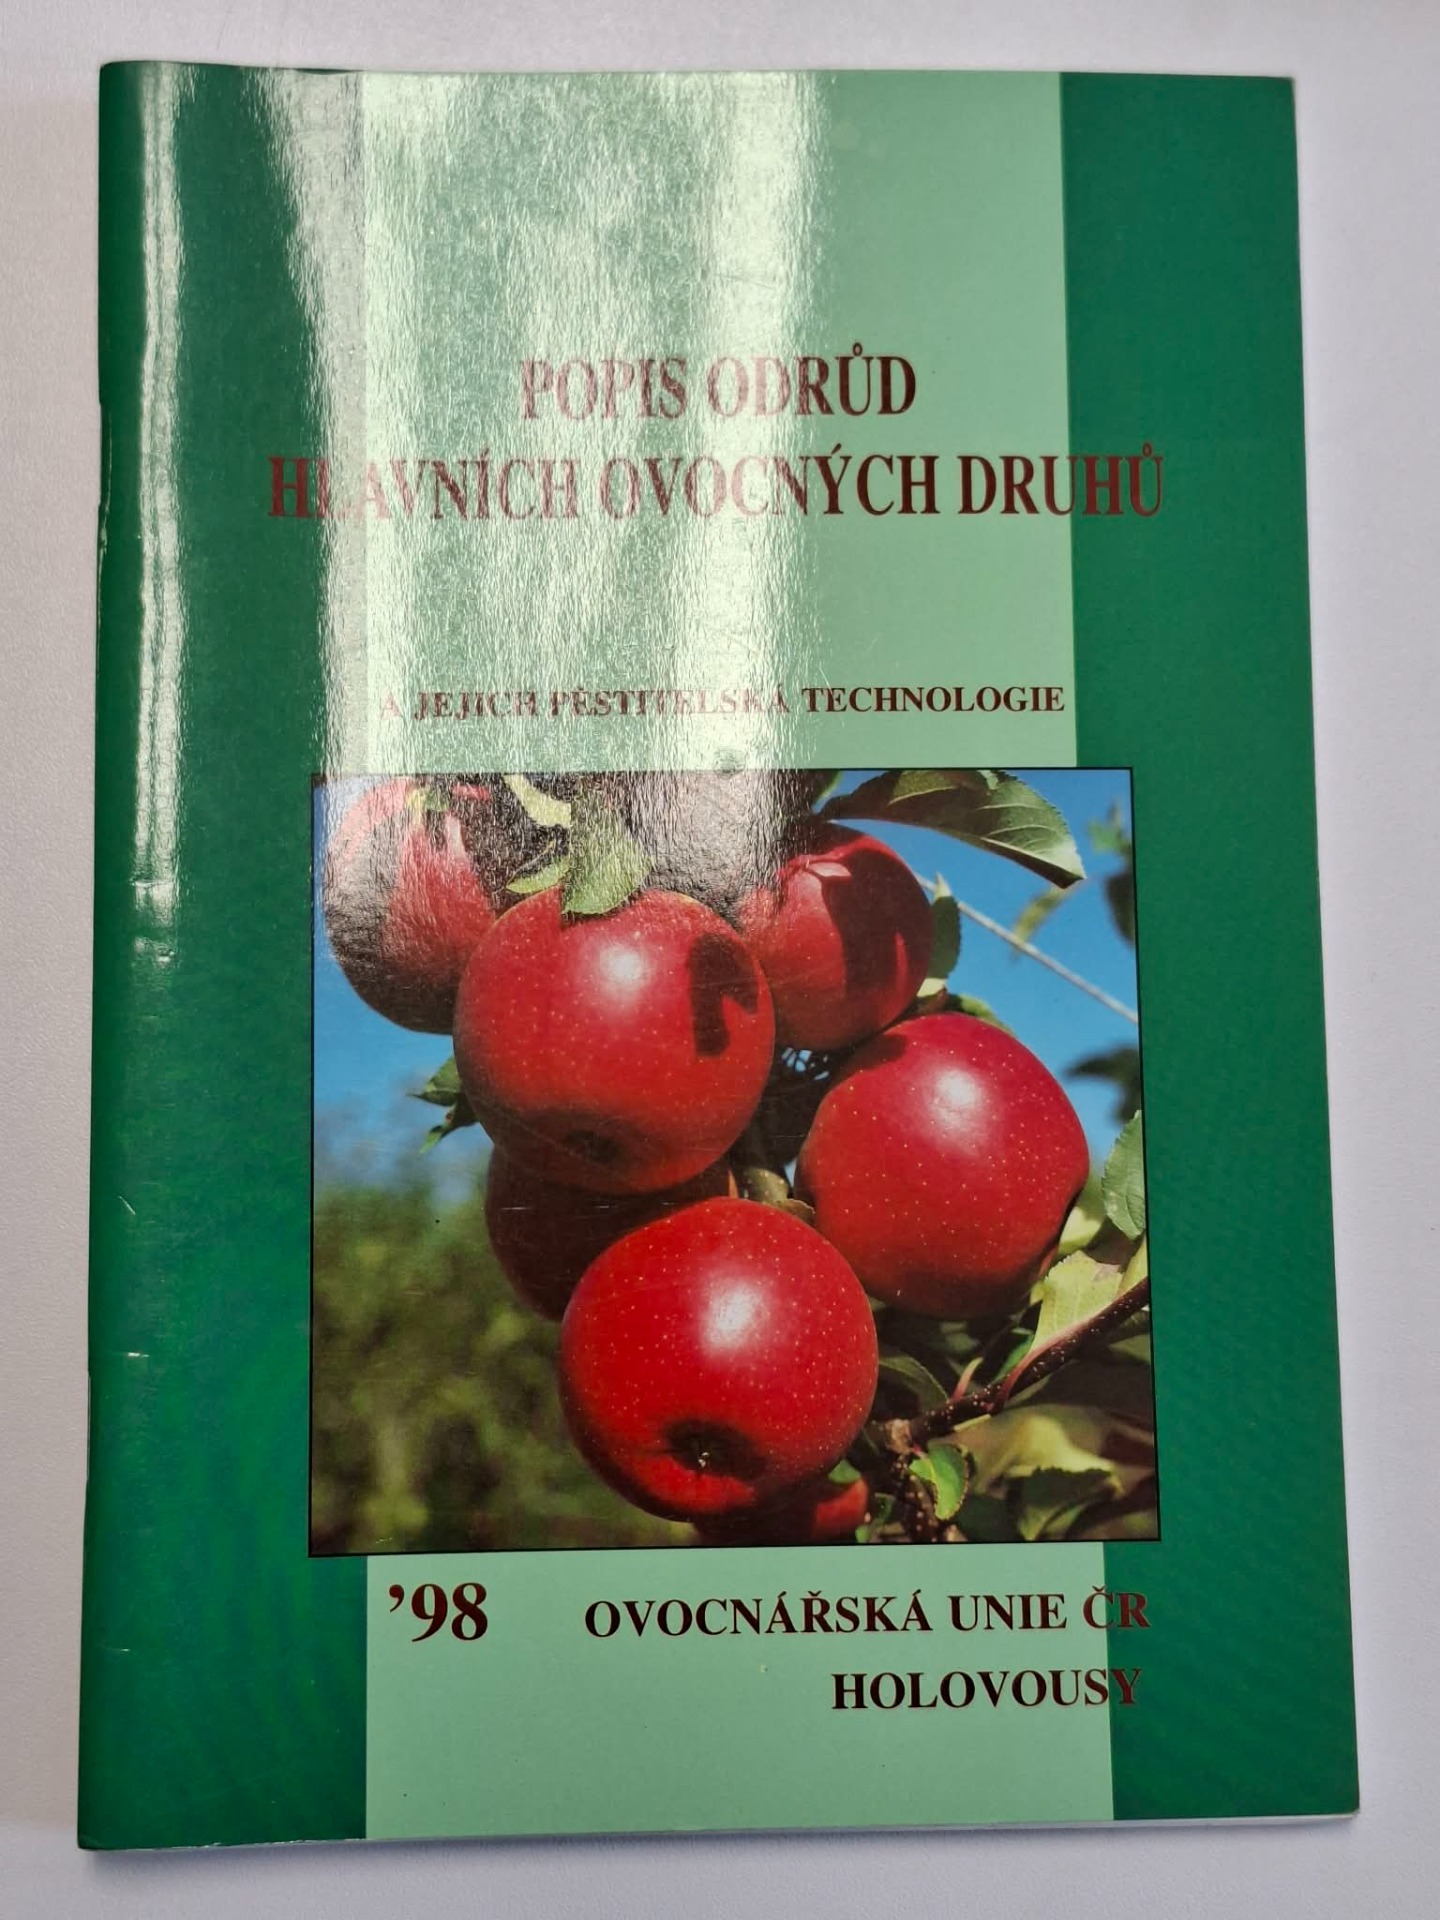 POPIS ODRŮD
HLAVNÍCH OVOCNÝCH DRUHŮ
A JEJICH PĚSTITELSKÁ TECHNOLOGIE
’98 OVOCNÁŘSKÁ UNIE ČR
HOLOVOUSY